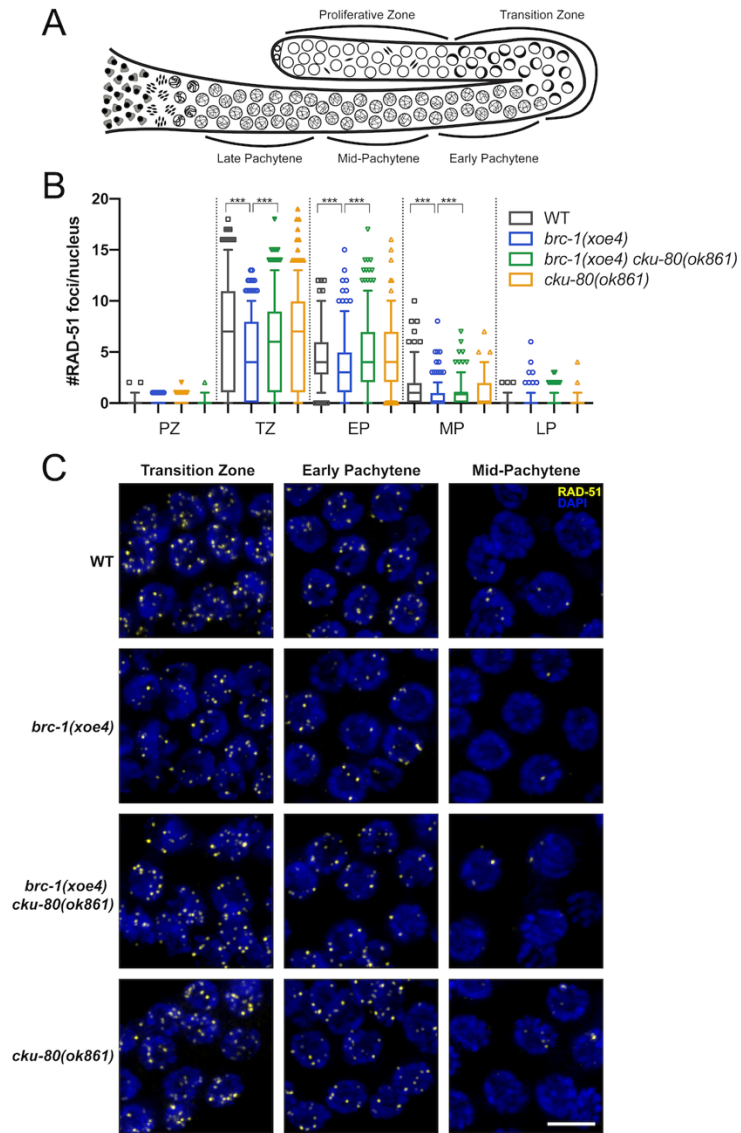 A
Proliferative Zone
Transition Zone
Late Pachytene
Mid-Pachytene
Early Pachytene
B
#RAD-51 foci/nucleus
20
15
10
5
0
*** ***
*** ***
*** ***
WT
brc-1(xoe4)
brc-1(xoe4) cku-80(ok861)
cku-80(ok861)
PZ
TZ
EP
MP
LP
C
Transition Zone
Early Pachytene
Mid-Pachytene
RAD-51
DAPI
WT
brc-1(xoe4)
brc-1(xoe4)
cku-80(ok861)
cku-80(ok861)